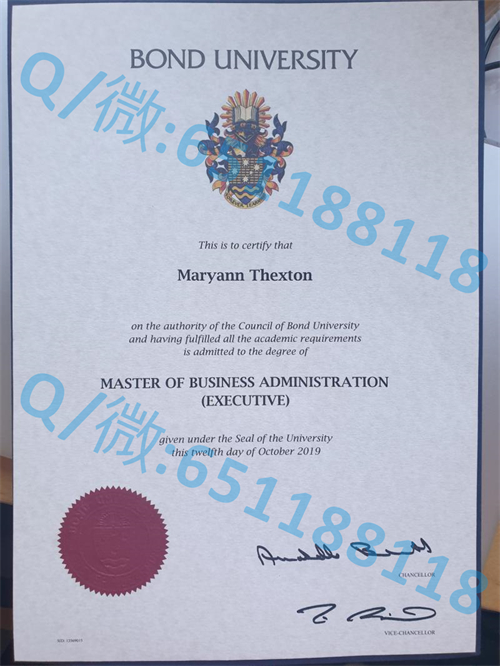 BOND UNIVERSITY
This is to certify that
Maryann Thexton
on the authority of the Council of Bond University
and having fulfilled all the academic requirements
is admitted to the degree of
MASTER OF BUSINESS ADMINISTRATION
(EXECUTIVE)
given under the Seal of the University
this twelfth day of October 2019
CHANCELLOR
VICE-CHANCELLOR
Q/微:651188118
Q/微:651188118